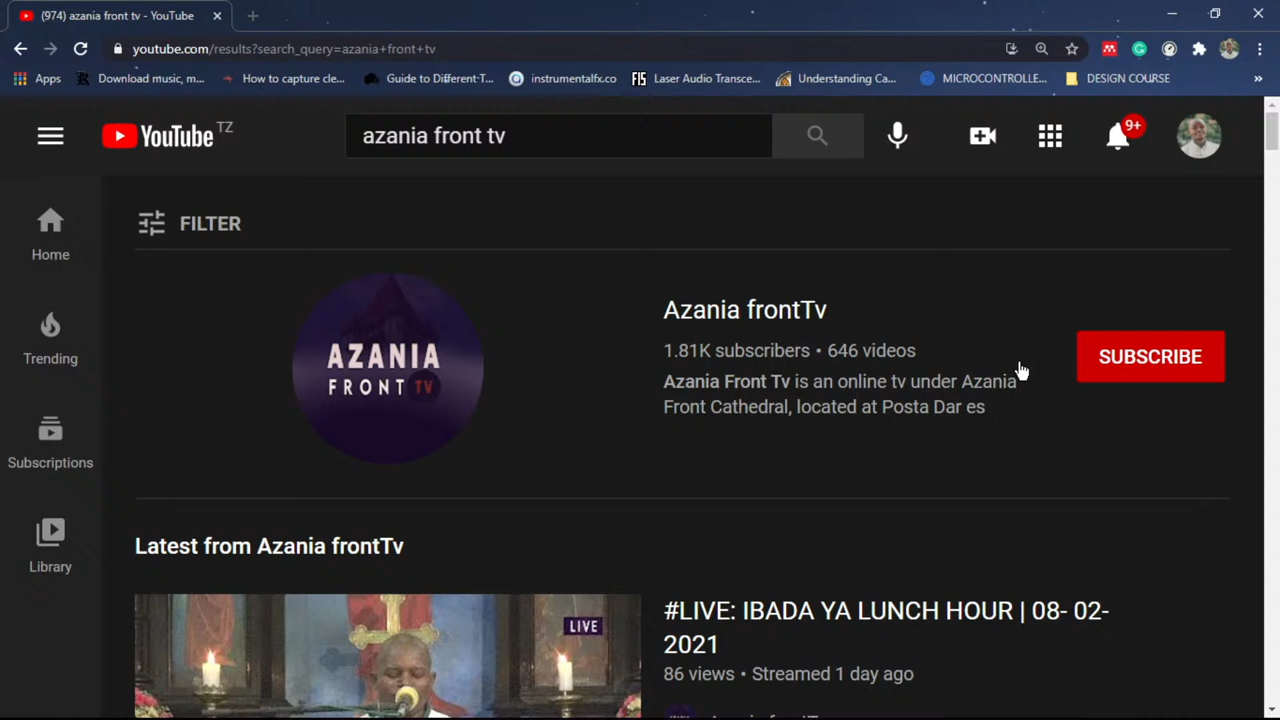 (974) azania front tv - YouTube
youtube.com/results?search_query=azania+front+tv
Apps Download music, m... How to capture cle... Guide to Different T... instrumentalfx.co FIS Laser Audio Transce... Understanding Ca... MICROCONTROLLE... DESIGN COURSE
YouTube TZ azania front tv 9+
FILTER
Home
Trending
Subscriptions
Library
AZANIA
FRONT TV
Azania frontTv
1.81K subscribers • 646 videos
Azania Front Tv is an online tv under Azania
Front Cathedral, located at Posta Dar es
SUBSCRIBE
Latest from Azania frontTv
LIVE
#LIVE: IBADA YA LUNCH HOUR | 08- 02-
2021
86 views • Streamed 1 day ago